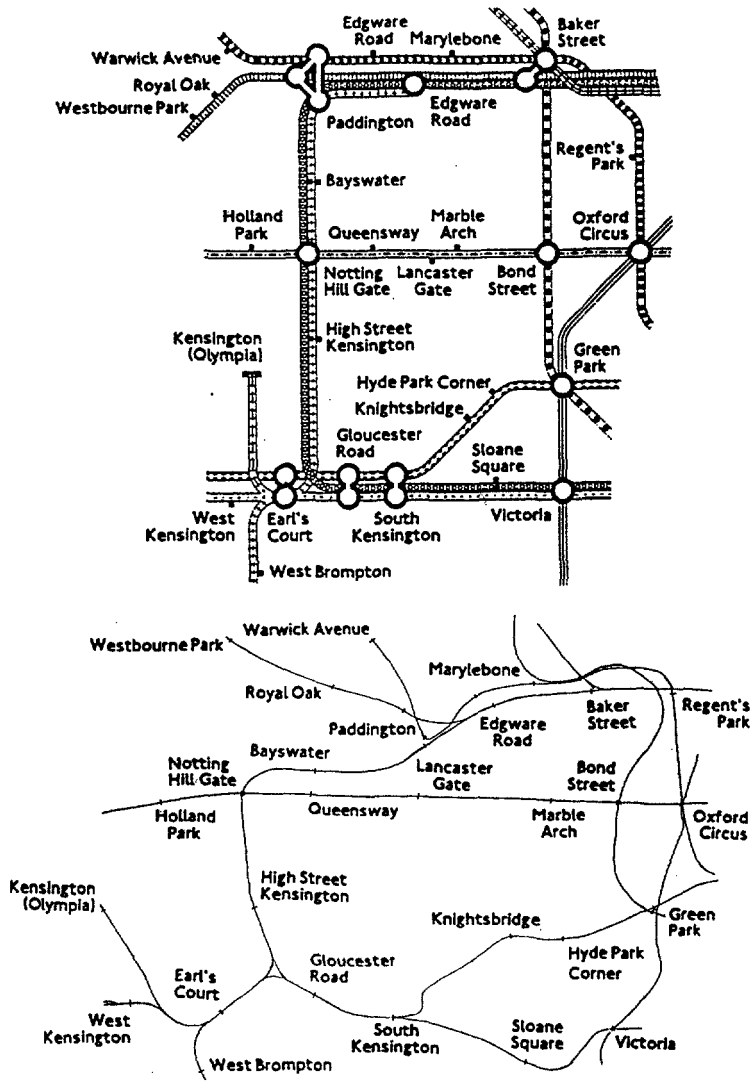 Baker
Street
Edgware
Road
Marylebone
Warwick Avenue
Royal Oak
Westbourne Park
Paddington
Edgware
Road
Regent's
Park
Bayswater
Holland
Park
Queensway
Marble
Arch
Oxford
Circus
Notting
Hill Gate
Lancaster
Gate
Bond
Street
Kensington
(Olympia)
High Street
Kensington
Green
Park
Hyde Park Corner
Knightsbridge
Gloucester
Road
Sloane
Square
West
Kensington
Earl's
Court
South
Kensington
Victoria
West Brompton
Warwick Avenue
Westbourne Park
Marylebone
Royal Oak
Paddington
Edgware
Road
Baker
Street
Regent's
Park
Bayswater
Notting
Hill Gate
Lancaster
Gate
Bond
Street
Holland
Park
Queensway
Marble
Arch
Oxford
Circus
High Street
Kensington
Kensington
(Olympia)
Knightsbridge
Green
Park
Hyde Park
Corner
Gloucester
Road
Earl's
Court
West
Kensington
South
Kensington
Sloane
Square
Victoria
West Brompton